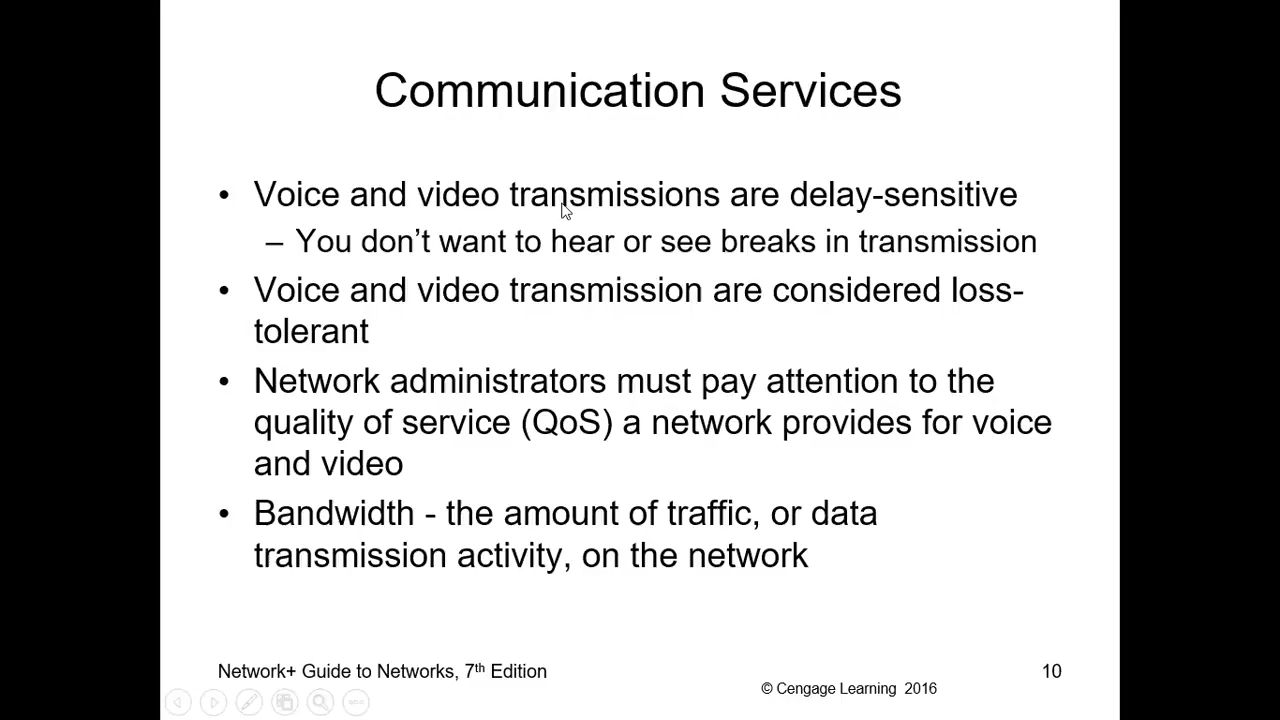 Communication Services
• Voice and video transmissions are delay-sensitive
– You don’t want to hear or see breaks in transmission
• Voice and video transmission are considered loss-
tolerant
• Network administrators must pay attention to the
quality of service (QoS) a network provides for voice
and video
• Bandwidth - the amount of traffic, or data
transmission activity, on the network
Network+ Guide to Networks, 7th Edition
10
© Cengage Learning 2016